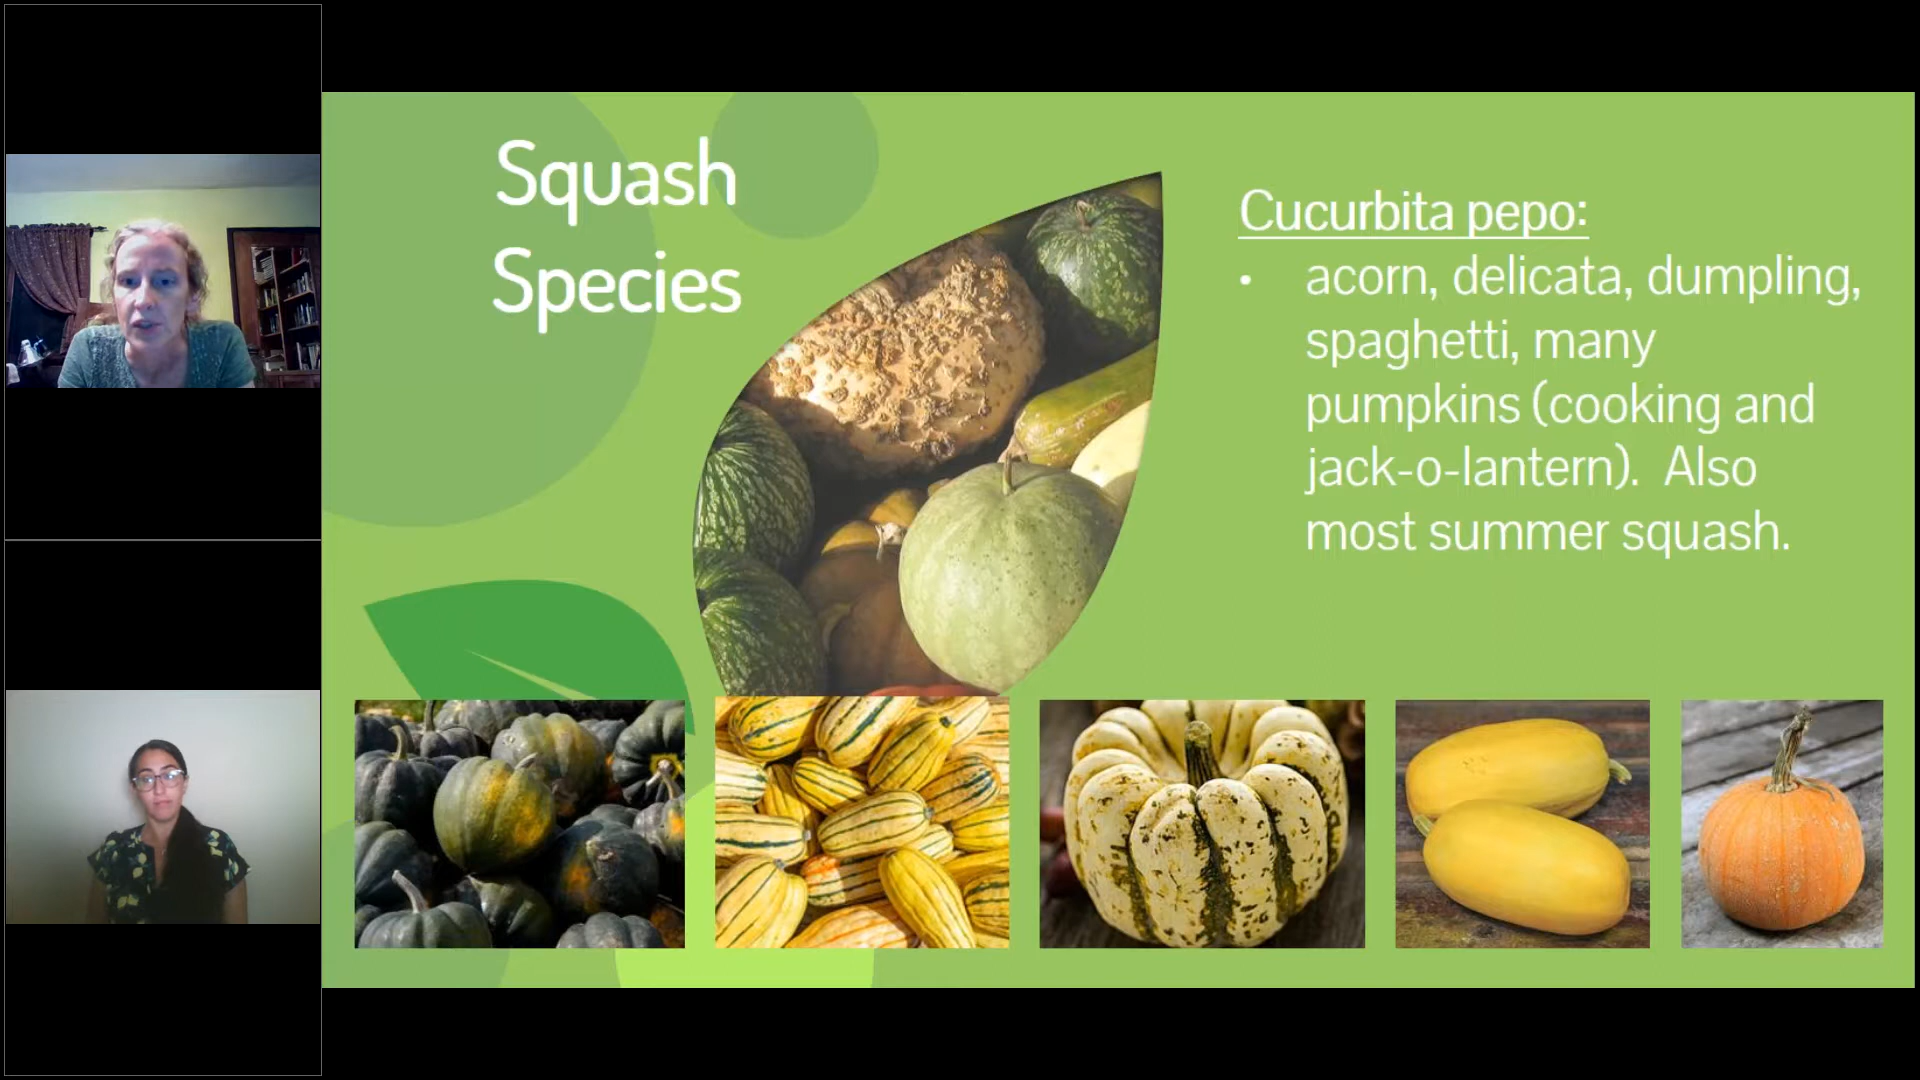 Squash
Species
Cucurbita pepo:
• acorn, delicata, dumpling,
spaghetti, many
pumpkins (cooking and
jack-o-lantern).  Also
most summer squash.